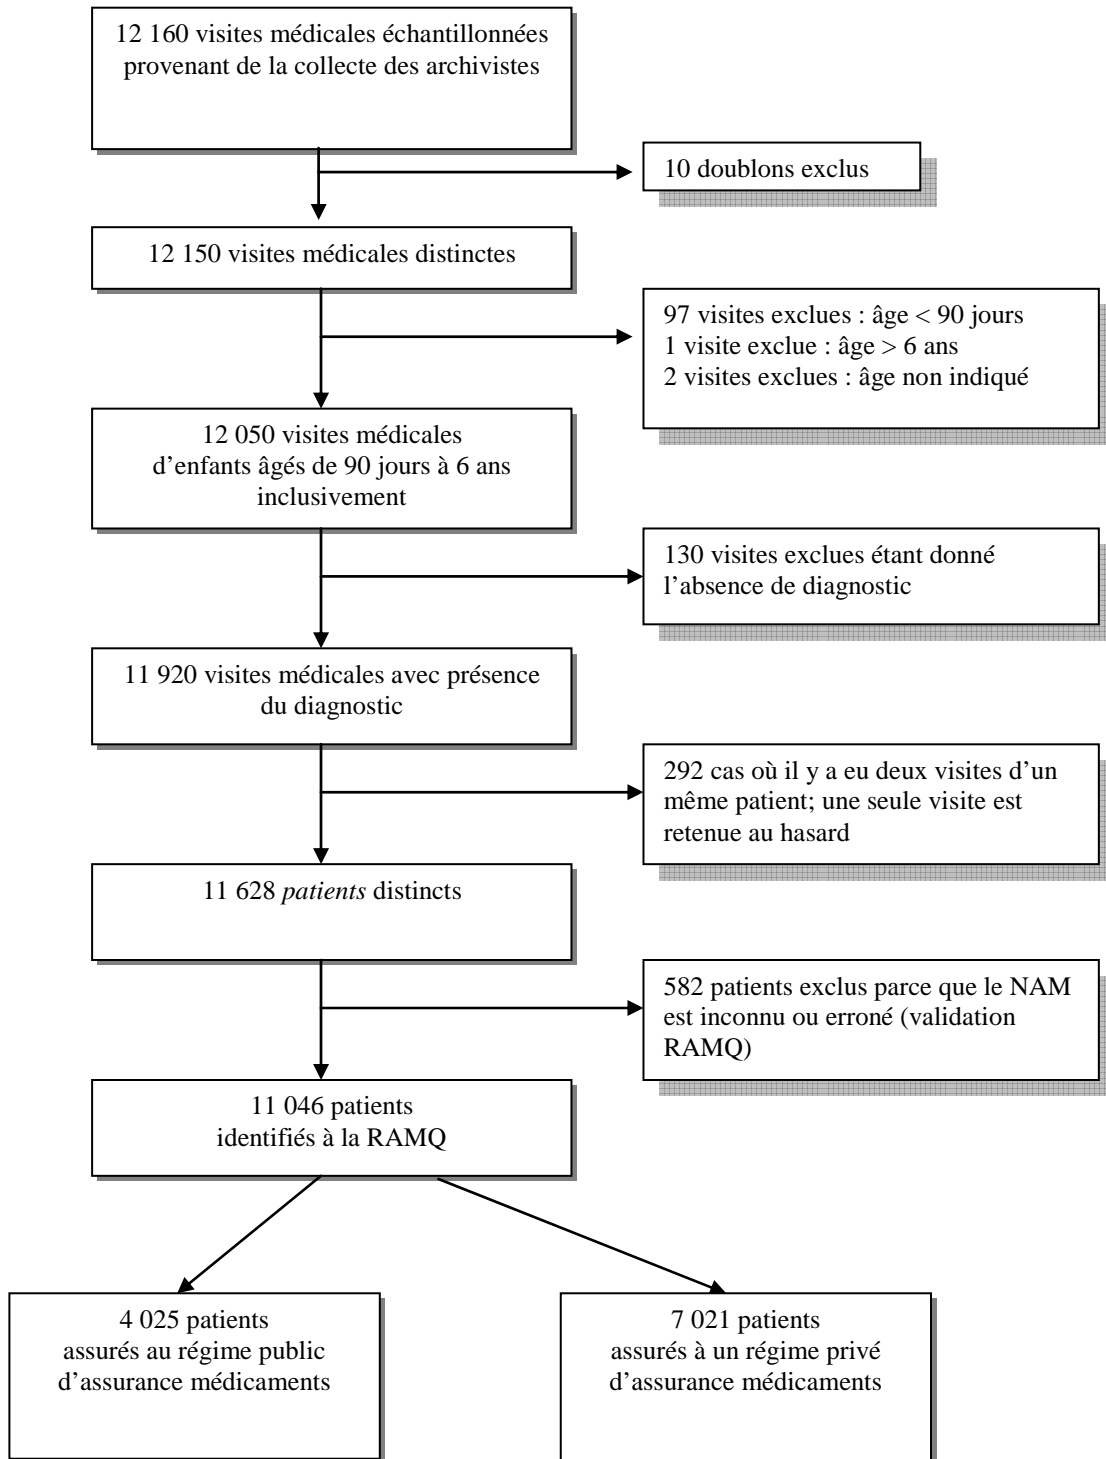 12 160 visites médicales échantillonnées
provenant de la collecte des archivistes
10 doublons exclus
12 150 visites médicales distinctes
97 visites exclues : âge < 90 jours
1 visite exclue : âge > 6 ans
2 visites exclues : âge non indiqué
12 050 visites médicales
d’enfants âgés de 90 jours à 6 ans
inclusivement
130 visites exclues étant donné
l’absence de diagnostic
11 920 visites médicales avec présence
du diagnostic
292 cas où il y a eu deux visites d’un
même patient; une seule visite est
retenue au hasard
11 628 patients distincts
582 patients exclus parce que le NAM
est inconnu ou erroné (validation
RAMQ)
11 046 patients
identifiés à la RAMQ
4 025 patients
assurés au régime public
d’assurance médicaments
7 021 patients
assurés à un régime privé
d’assurance médicaments